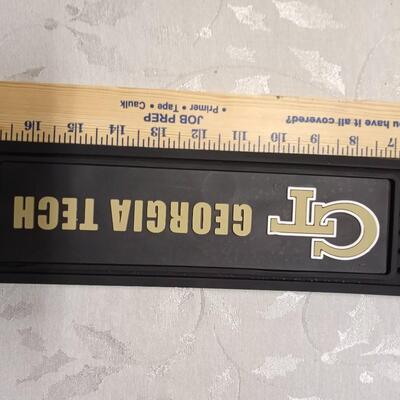 ou have it all covered?
JOB PREP
• Primer • Tape • Caulk
7 8 9 10 11 12 13 14 15 16
GT GEORGIA TECH